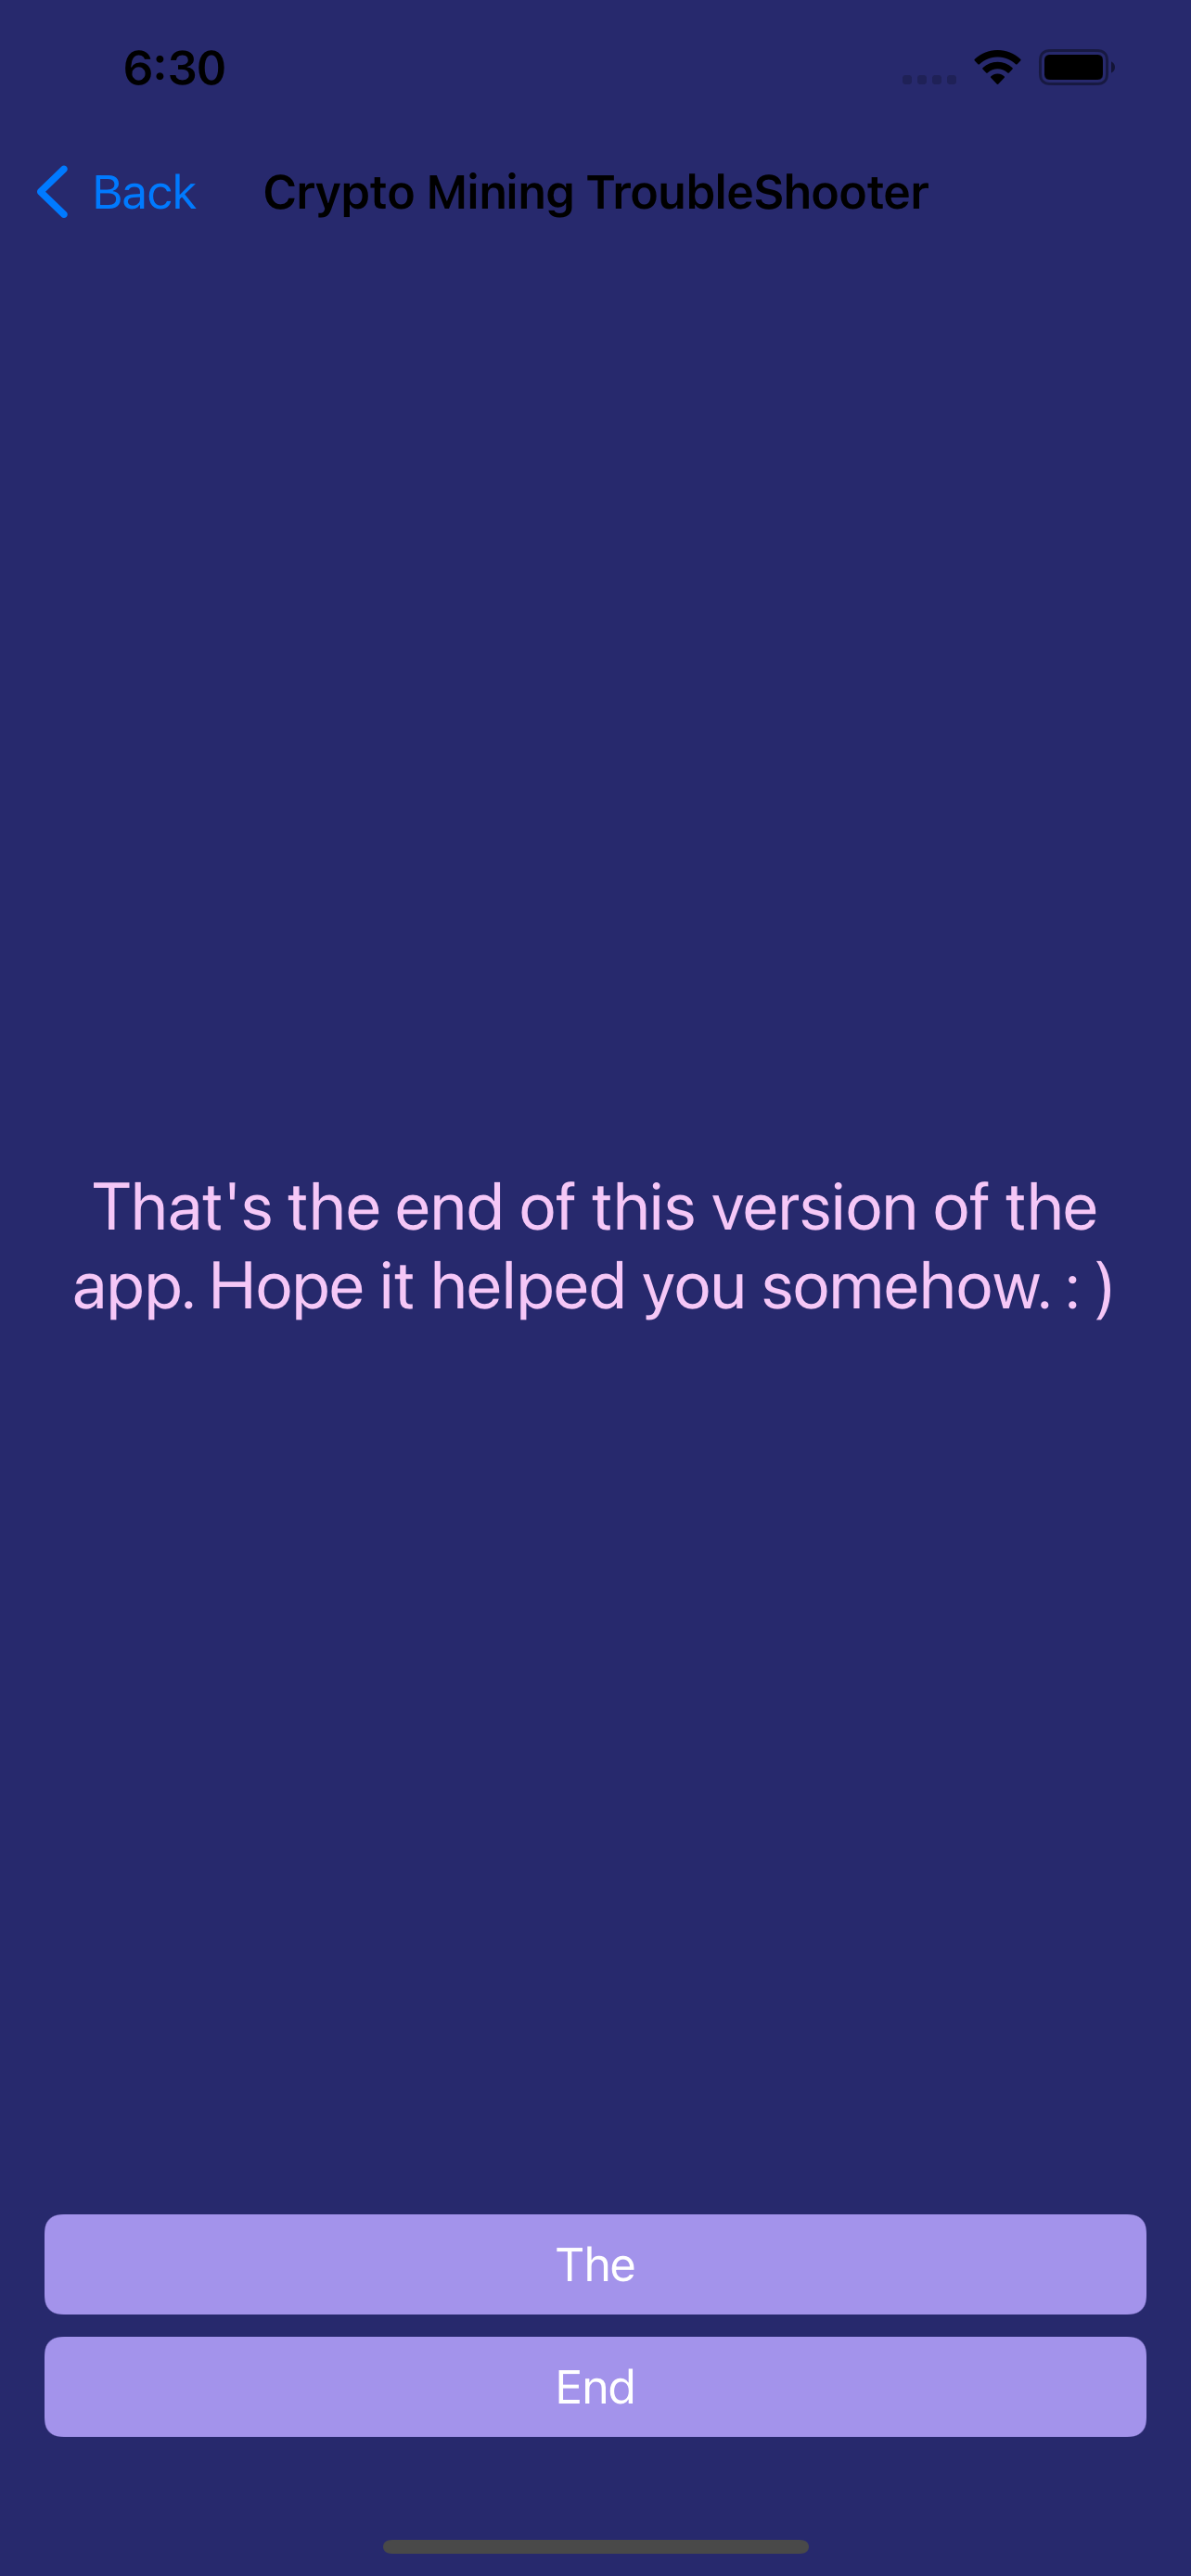 6:30
Back
Crypto Mining TroubleShooter
That's the end of this version of the
app. Hope it helped you somehow. : )
The
End